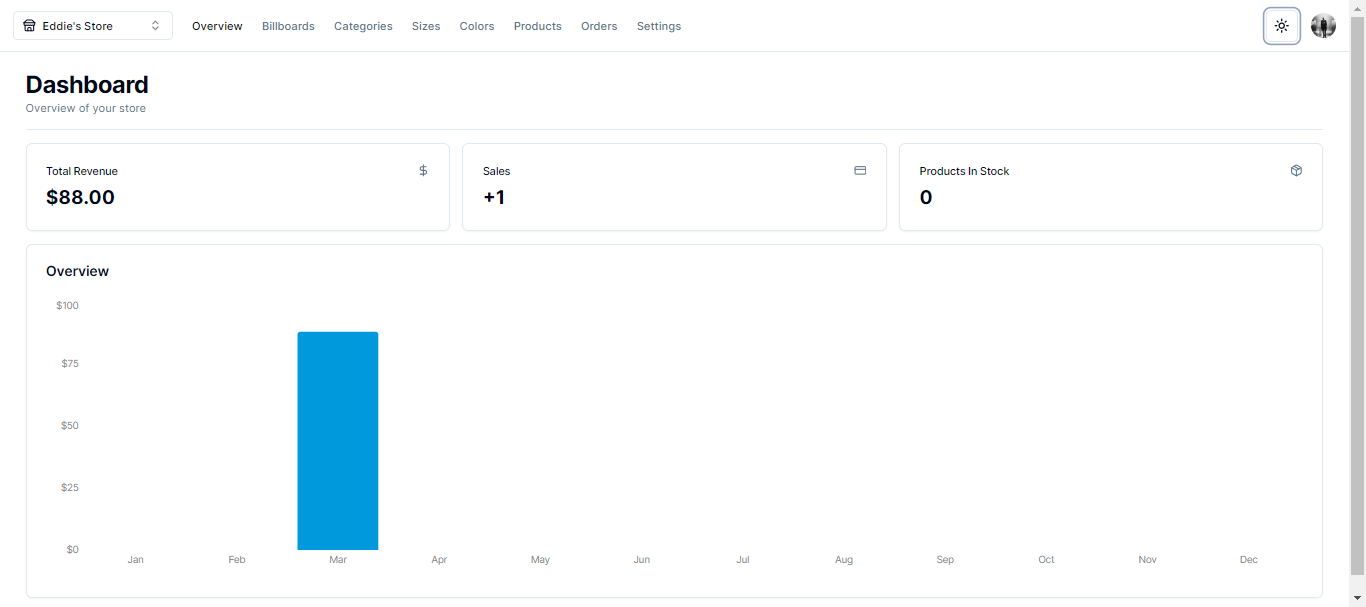 Eddie's Store Overview Billboards Categories Sizes Colors Products Orders Settings
Dashboard
Overview of your store
Total Revenue
$88.00
Sales
+1
Products In Stock
0
Overview
$100
$75
$50
$25
$0
Jan Feb Mar Apr May Jun Jul Aug Sep Oct Nov Dec